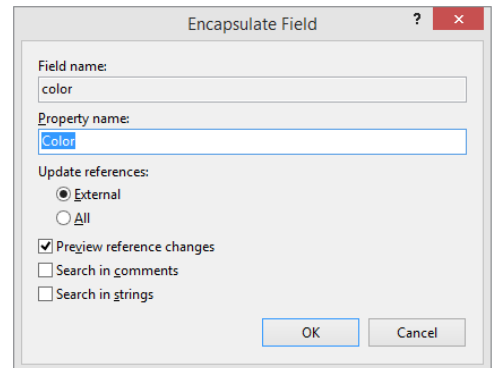 Encapsulate Field
Field name:
color
Property name:
Color
Update references:
External
All
Preview reference changes
Search in comments
Search in strings
OK Cancel